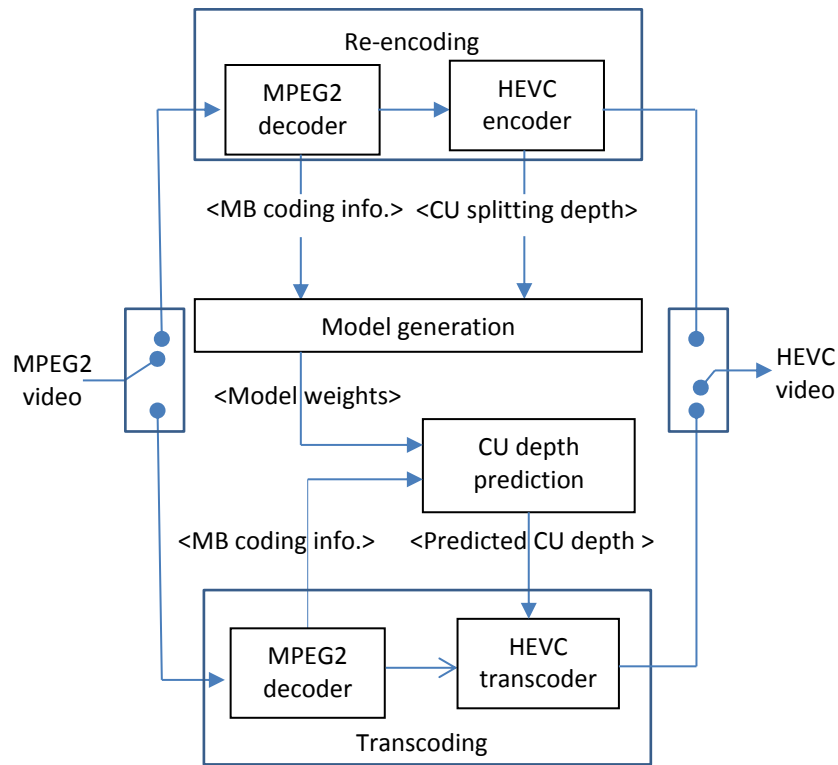 Re-encoding
MPEG2
decoder
HEVC
encoder
<MB coding info.>
<CU splitting depth>
Model generation
MPEG2
video
HEVC
video
<Model weights>
CU depth
prediction
<MB coding info.>
<Predicted CU depth >
MPEG2
decoder
HEVC
transcoder
Transcoding